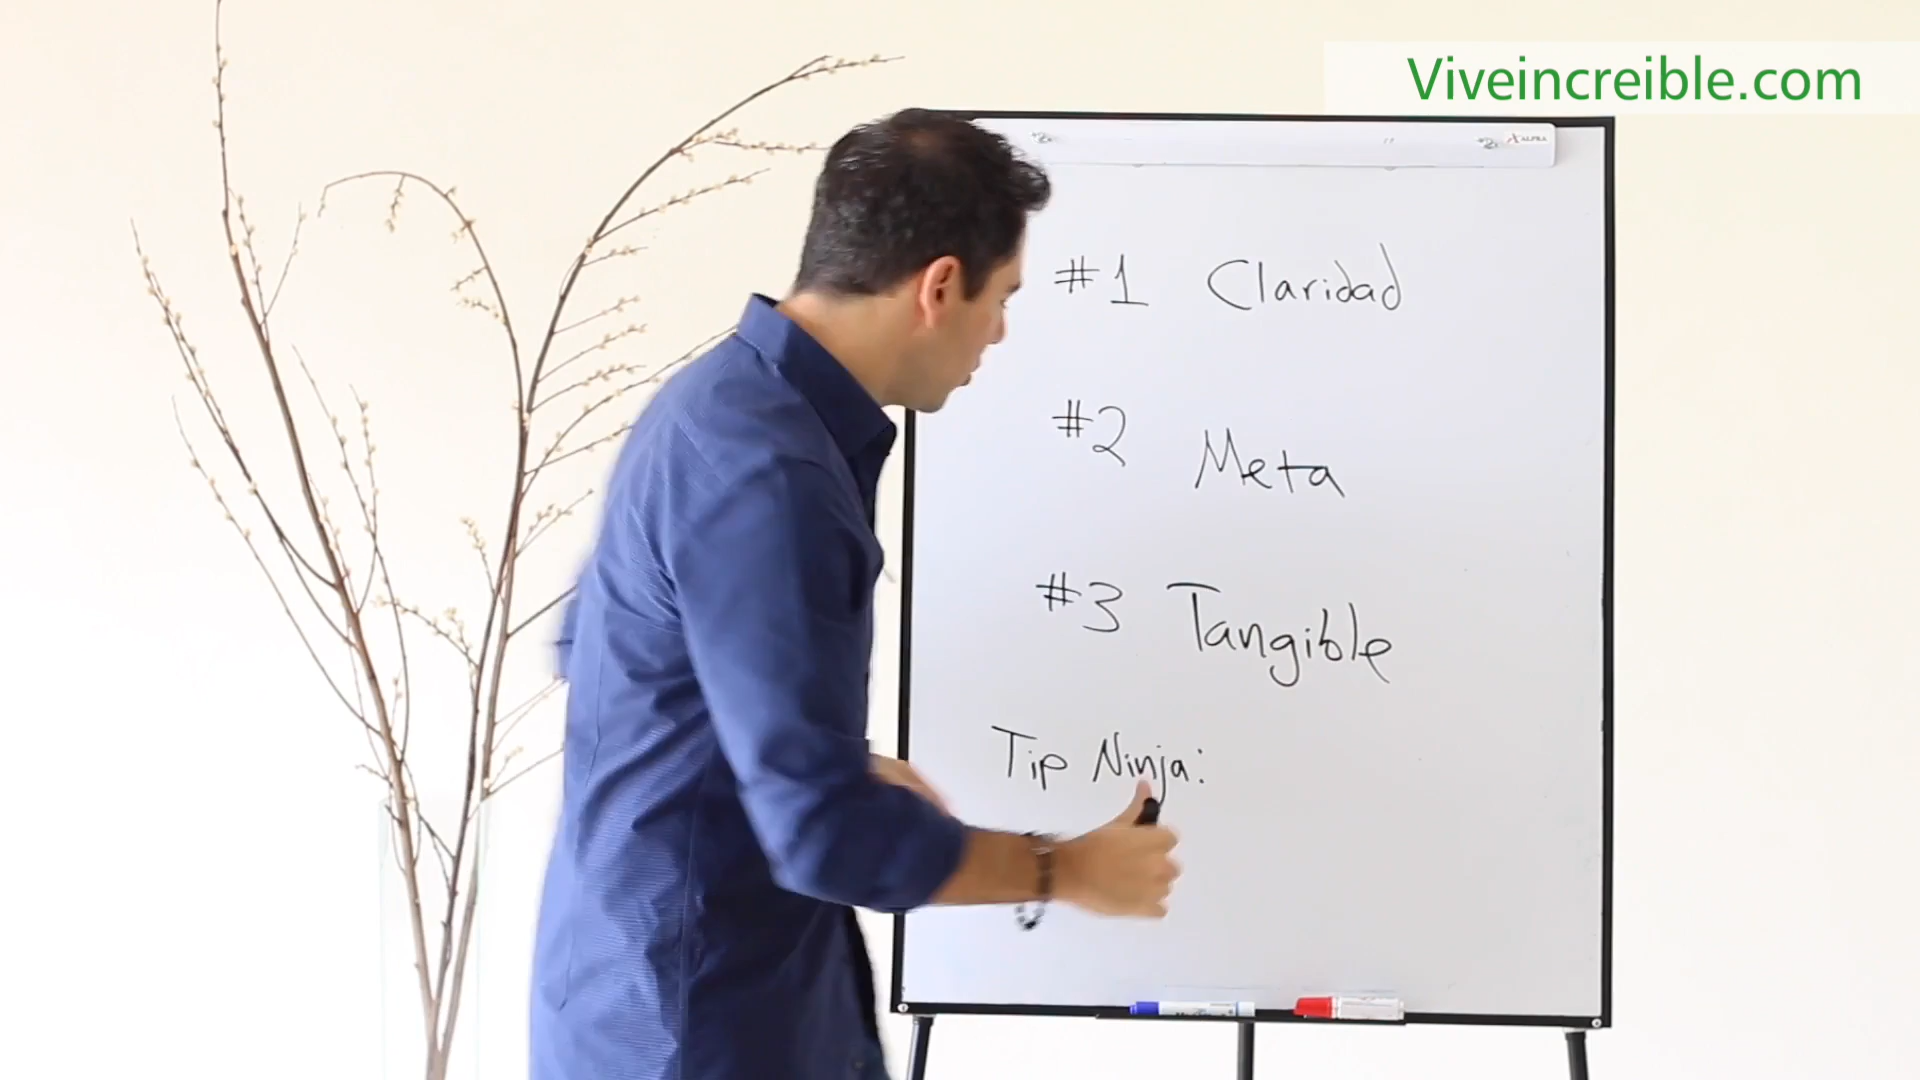 Viveincreible.com
#1 Claridad
#2 Meta
#3 Tangible
Tip Ninja: